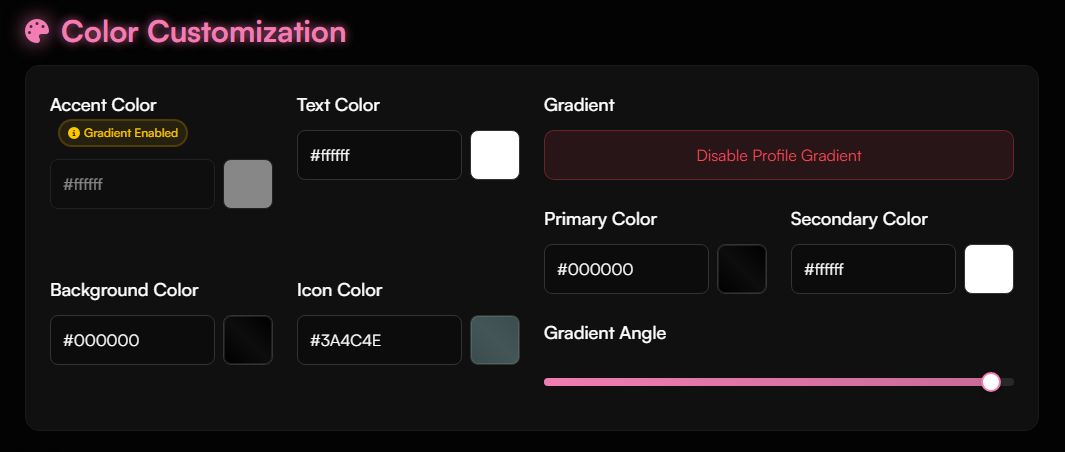 Color Customization
Accent Color
Gradient Enabled
#ffffff
Text Color
#ffffff
Gradient
Disable Profile Gradient
Primary Color
#000000
Secondary Color
#ffffff
Background Color
#000000
Icon Color
#3A4C4E
Gradient Angle